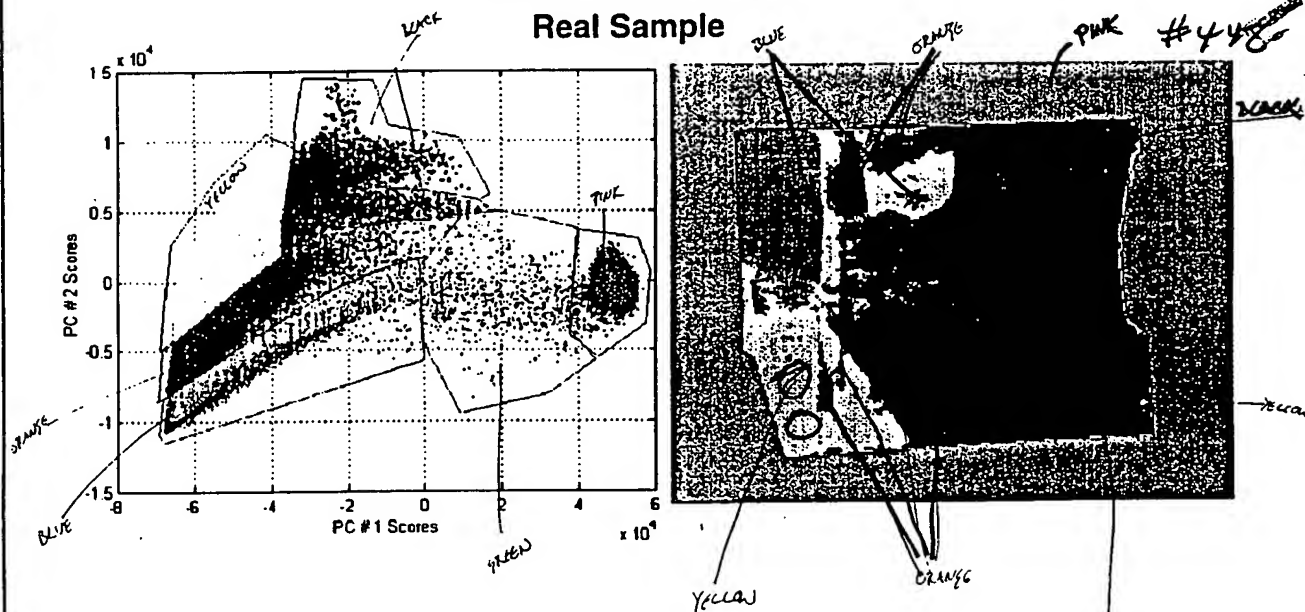 Real Sample
BLACK
BLUE
ORANGE
PINK
#448
x 10^4
1.5
1
0.5
0
-0.5
-1
-1.5
PC # 2 Scores
YELLOW
PINK
BLACK
ORANGE
BLUE
-8
-6
-4
-2
0
2
4
6
PC # 1 Scores
x 10^4
GREEN
YELLOW
YELLOW
ORANGE